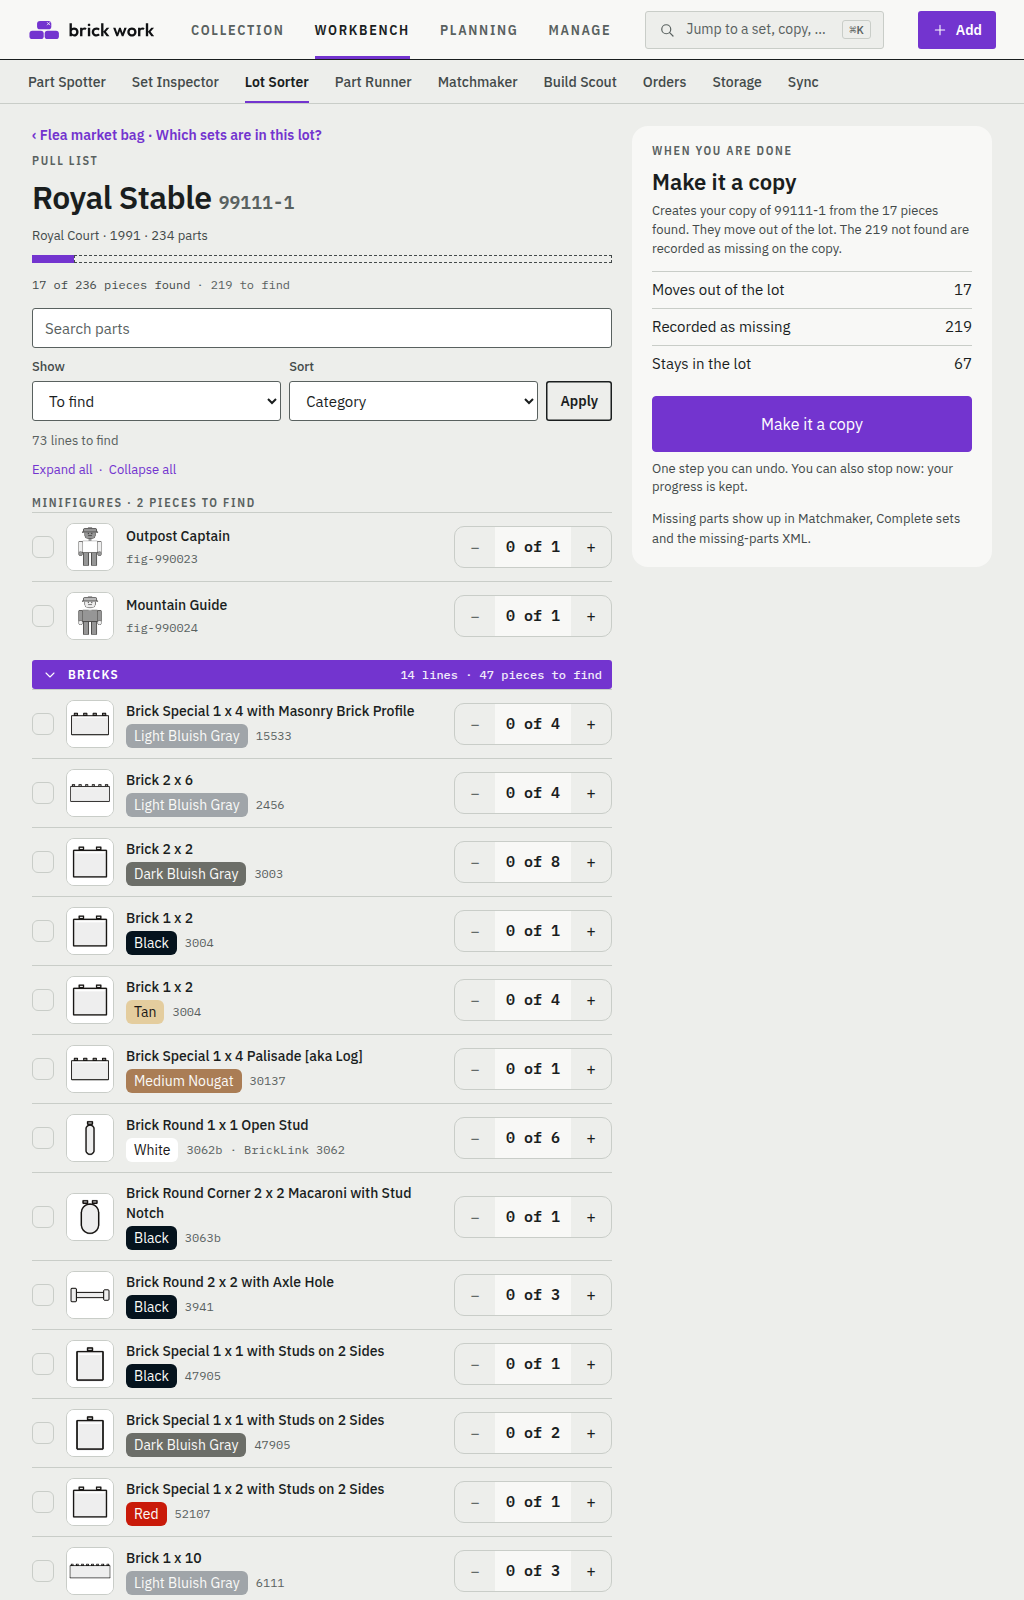 brick work
COLLECTION
WORKBENCH
PLANNING
MANAGE
Jump to a set, copy, ...
⌘K
+ Add
Part Spotter
Set Inspector
Lot Sorter
Part Runner
Matchmaker
Build Scout
Orders
Storage
Sync
‹ Flea market bag · Which sets are in this lot?
PULL LIST
Royal Stable 99111-1
Royal Court · 1991 · 234 parts
17 of 236 pieces found · 219 to find
Search parts
Show
Sort
To find
Category
Apply
73 lines to find
Expand all · Collapse all
MINIFIGURES · 2 PIECES TO FIND
Outpost Captain
fig-990023
− 0 of 1 +
Mountain Guide
fig-990024
− 0 of 1 +
BRICKS
14 lines · 47 pieces to find
Brick Special 1 x 4 with Masonry Brick Profile
Light Bluish Gray 15533
− 0 of 4 +
Brick 2 x 6
Light Bluish Gray 2456
− 0 of 4 +
Brick 2 x 2
Dark Bluish Gray 3003
− 0 of 8 +
Brick 1 x 2
Black 3004
− 0 of 1 +
Brick 1 x 2
Tan 3004
− 0 of 4 +
Brick Special 1 x 4 Palisade [aka Log]
Medium Nougat 30137
− 0 of 1 +
Brick Round 1 x 1 Open Stud
White 3062b · BrickLink 3062
− 0 of 6 +
Brick Round Corner 2 x 2 Macaroni with Stud
Notch
Black 3063b
− 0 of 1 +
Brick Round 2 x 2 with Axle Hole
Black 3941
− 0 of 3 +
Brick Special 1 x 1 with Studs on 2 Sides
Black 47905
− 0 of 1 +
Brick Special 1 x 1 with Studs on 2 Sides
Dark Bluish Gray 47905
− 0 of 2 +
Brick Special 1 x 2 with Studs on 2 Sides
Red 52107
− 0 of 1 +
Brick 1 x 10
Light Bluish Gray 6111
− 0 of 3 +
WHEN YOU ARE DONE
Make it a copy
Creates your copy of 99111-1 from the 17 pieces
found. They move out of the lot. The 219 not found are
recorded as missing on the copy.
Moves out of the lot 17
Recorded as missing 219
Stays in the lot 67
Make it a copy
One step you can undo. You can also stop now: your
progress is kept.
Missing parts show up in Matchmaker, Complete sets
and the missing-parts XML.